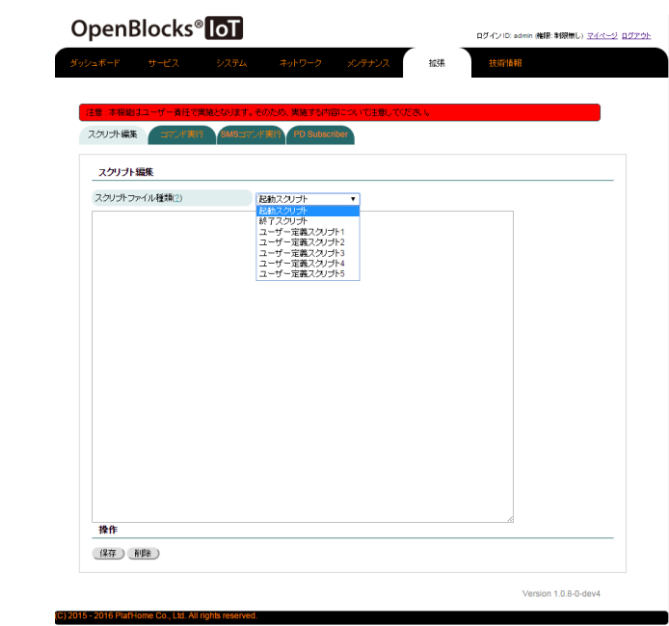 OpenBlocks® IoT
ログインID: admin (権限: 制限無し) マイページ ログアウト
ダッシュボード サービス システム ネットワーク メンテナンス 拡張 技術情報
注意：本機能はユーザー責任で実施となります。そのため、実施する内容について注意してください。
スクリプト編集 コマンド実行 SMSコマンド実行 PD Subscriber
スクリプト編集
スクリプトファイル種類(?) 起動スクリプト ▼
起動スクリプト
終了スクリプト
ユーザー定義スクリプト1
ユーザー定義スクリプト2
ユーザー定義スクリプト3
ユーザー定義スクリプト4
ユーザー定義スクリプト5
操作
保存 削除
Version 1.0.8-0-dev4
(C) 2015 - 2016 Plat'Home Co., Ltd. All rights reserved.